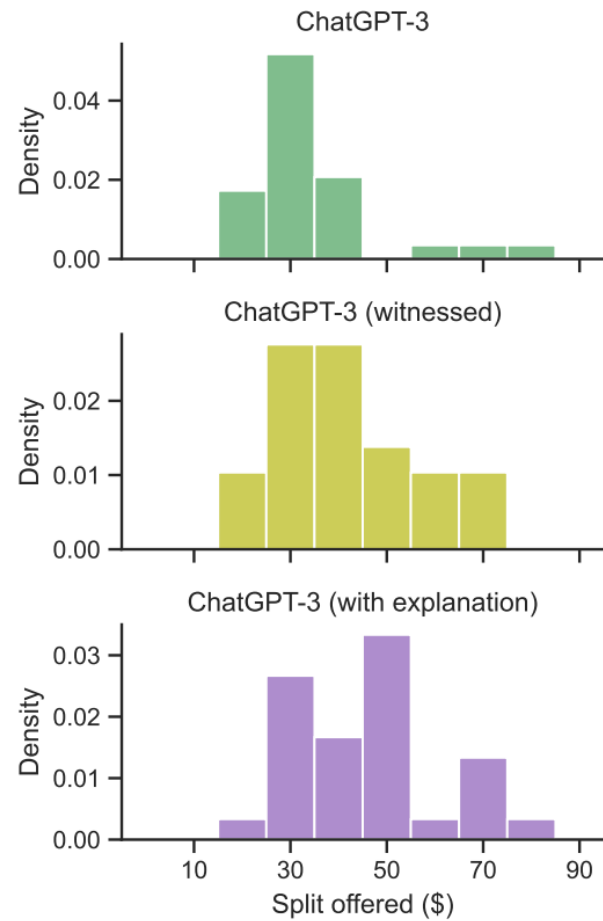 ChatGPT-3
Density
0.04
0.02
0.00
ChatGPT-3 (witnessed)
Density
0.02
0.01
0.00
ChatGPT-3 (with explanation)
Density
0.03
0.02
0.01
0.00
10 30 50 70 90
Split offered ($)